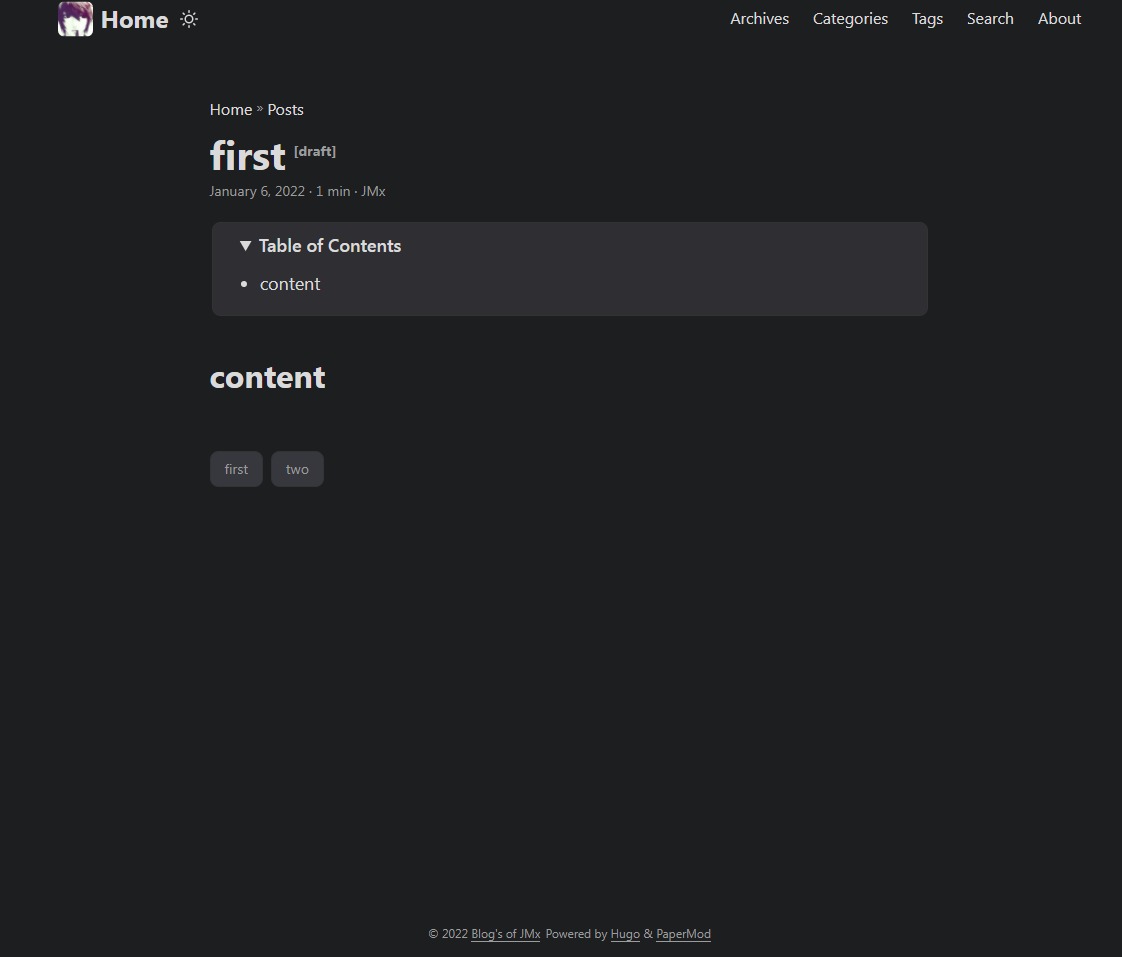 Home
Archives Categories Tags Search About
Home » Posts
first [draft]
January 6, 2022 · 1 min · JMx
Table of Contents
content
content
first two
© 2022 Blog's of JMx Powered by Hugo & PaperMod